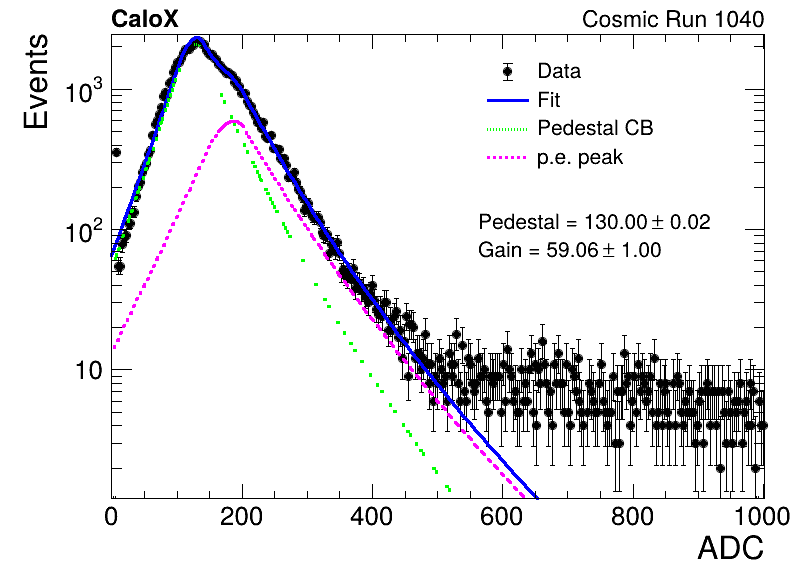 CaloX Cosmic Run 1040
Events
10³
10²
10
Data
Fit
Pedestal CB
p.e. peak
Pedestal = 130.00 ± 0.02
Gain = 59.06 ± 1.00
0 200 400 600 800 1000
ADC